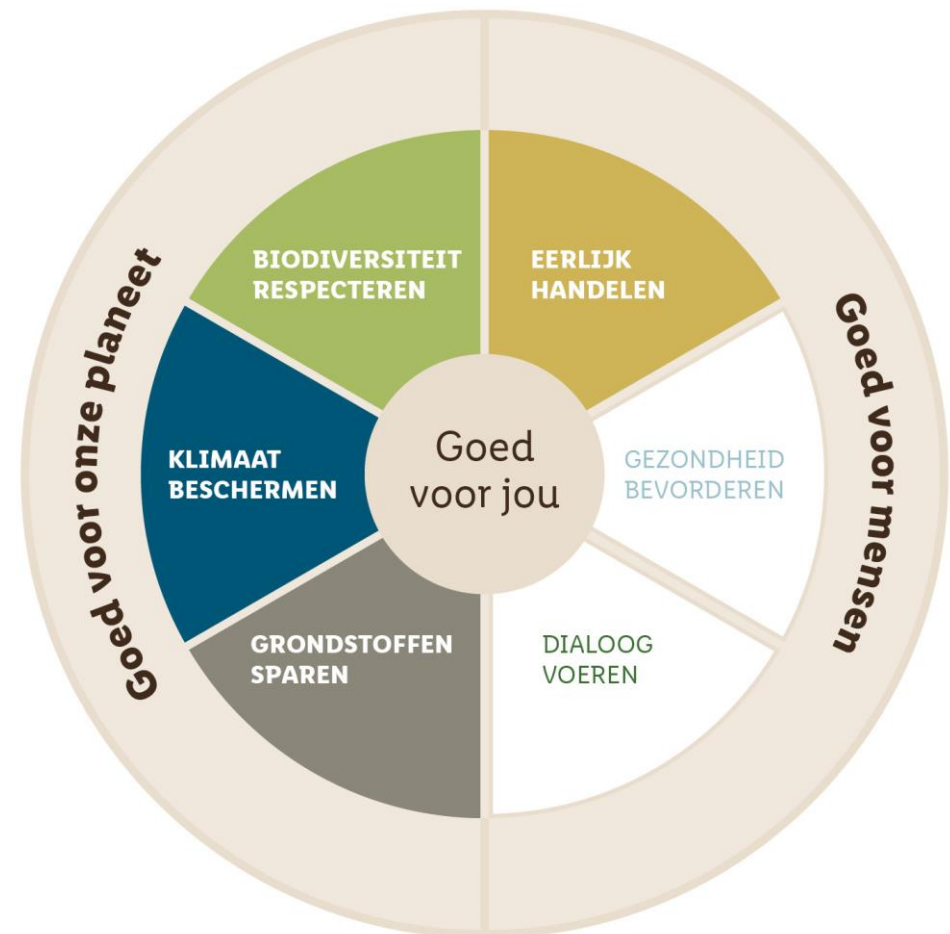 BIODIVERSITEIT
RESPECTEREN
EERLIJK
HANDELEN
Goed voor onze planeet
KLIMAAT
BESCHERMEN
Goed
voor jou
GEZONDHEID
BEVORDEREN
Goed voor mensen
GRONDSTOFFEN
SPAREN
DIALOOG
VOEREN